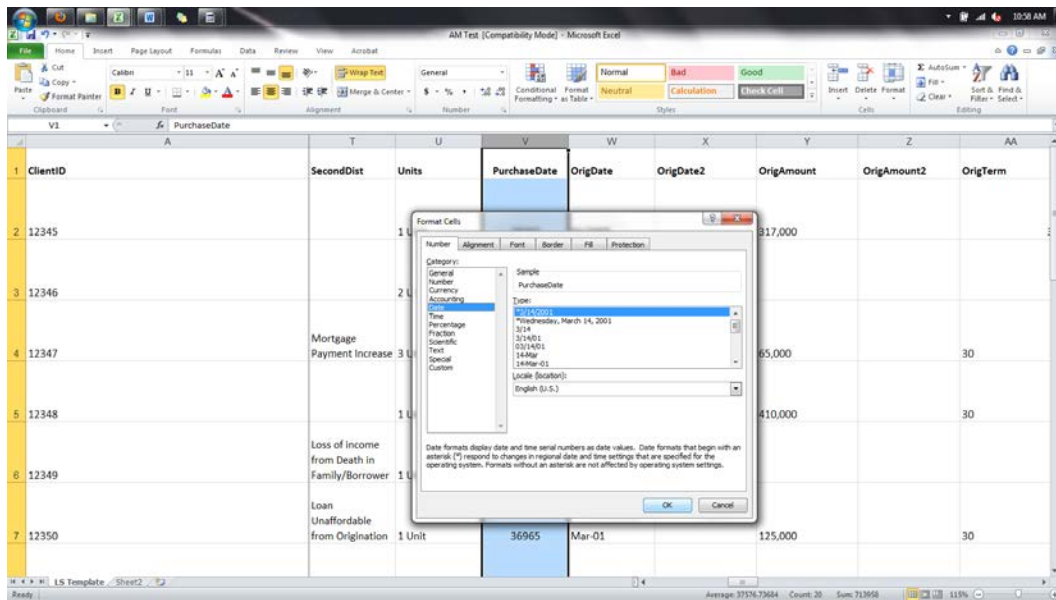 10:58 AM
AM Test [Compatibility Mode] - Microsoft Excel
File Home Insert Page Layout Formulas Data Review View Acrobat
Paste
Cut
Copy
Format Painter
Clipboard
Calibri 11
B I U
Font
Wrap Text
Merge & Center
Alignment
General
$ % ,
Number
Conditional Formatting
Format as Table
Normal Bad Good
Neutral Calculation Check Cell
Styles
Insert Delete Format
Cells
Σ AutoSum
Fill
Clear
Sort & Filter
Find & Select
Editing
V1 fx PurchaseDate
A T U V W X Y Z AA
1 ClientID SecondDist Units PurchaseDate OrigDate OrigDate2 OrigAmount OrigAmount2 OrigTerm
2 12345 317,000
3 12346
Mortgage
4 12347 Payment Increase 65,000 30
5 12348 410,000 30
Loss of income
from Death in
6 12349 Family/Borrower
Loan
Unaffordable
7 12350 from Origination 1 Unit 36965 Mar-01 125,000 30
Format Cells
Number Alignment Font Border Fill Protection
Category:
General
Number
Currency
Accounting
Date
Time
Percentage
Fraction
Scientific
Text
Special
Custom
Sample
PurchaseDate
Type:
*3/14/2001
*Wednesday, March 14, 2001
3/14
3/14/01
03/14/01
14-Mar
14-Mar-01
Locale (location):
English (U.S.)
Date formats display date and time serial numbers as date values. Date formats that begin with an
asterisk (*) respond to changes in regional date and time settings that are specified for the
operating system. Formats without an asterisk are not affected by operating system settings.
OK Cancel
LS Template Sheet2
Ready Average: 37576.73684 Count: 20 Sum: 713958 115%